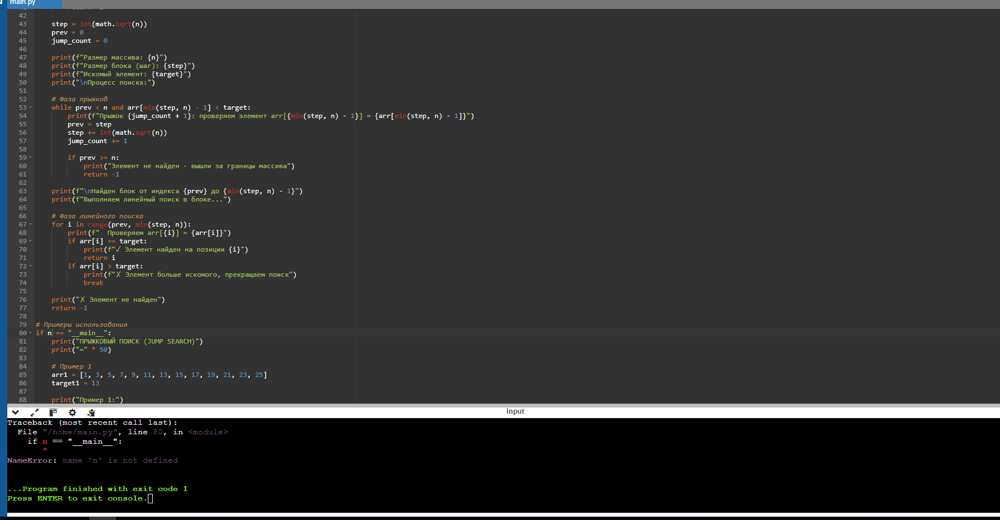 main.py
42
43 step = int(math.sqrt(n))
44 prev = 0
45 jump_count = 0
46
47 print(f"Размер массива: {n}")
48 print(f"Размер блока (шаг): {step}")
49 print(f"Искомый элемент: {target}")
50 print("\nПроцесс поиска:")
51
52 # Фаза прыжков
53 while prev < n and arr[min(step, n) - 1] < target:
54 print(f"Прыжок {jump_count + 1}: проверяем элемент arr[{min(step, n) - 1}] = {arr[min(step, n) - 1]}")
55 prev = step
56 step += int(math.sqrt(n))
57 jump_count += 1
58
59 if prev >= n:
60 print("Элемент не найден - вышли за границы массива")
61 return -1
62
63 print(f"\nНайден блок от индекса {prev} до {min(step, n) - 1}")
64 print(f"Выполняем линейный поиск в блоке...")
65
66 # Фаза линейного поиска
67 for i in range(prev, min(step, n)):
68 print(f"  Проверяем arr[{i}] = {arr[i]}")
69 if arr[i] == target:
70 print(f"✓ Элемент найден на позиции {i}")
71 return i
72 if arr[i] > target:
73 print(f"✗ Элемент больше искомого, прекращаем поиск")
74 break
75
76 print("✗ Элемент не найден")
77 return -1
78
79 # Примеры использования
80 if n == "__main__":
81 print("ПРЫЖКОВЫЙ ПОИСК (JUMP SEARCH)")
82 print("=" * 50)
83
84 # Пример 1
85 arr1 = [1, 3, 5, 7, 9, 11, 13, 15, 17, 19, 21, 23, 25]
86 target1 = 13
87
88 print("Пример 1:")
input
Traceback (most recent call last):
File "/home/main.py", line 80, in <module>
if n == "__main__":
^
NameError: name 'n' is not defined
...Program finished with exit code 1
Press ENTER to exit console.